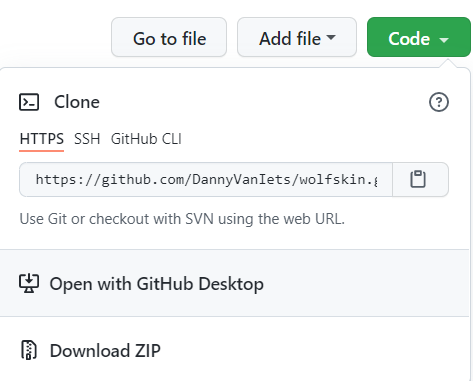 Go to file Add file Code
Clone
HTTPS SSH GitHub CLI
https://github.com/DannyVanIets/wolfskin.g
Use Git or checkout with SVN using the web URL.
Open with GitHub Desktop
Download ZIP